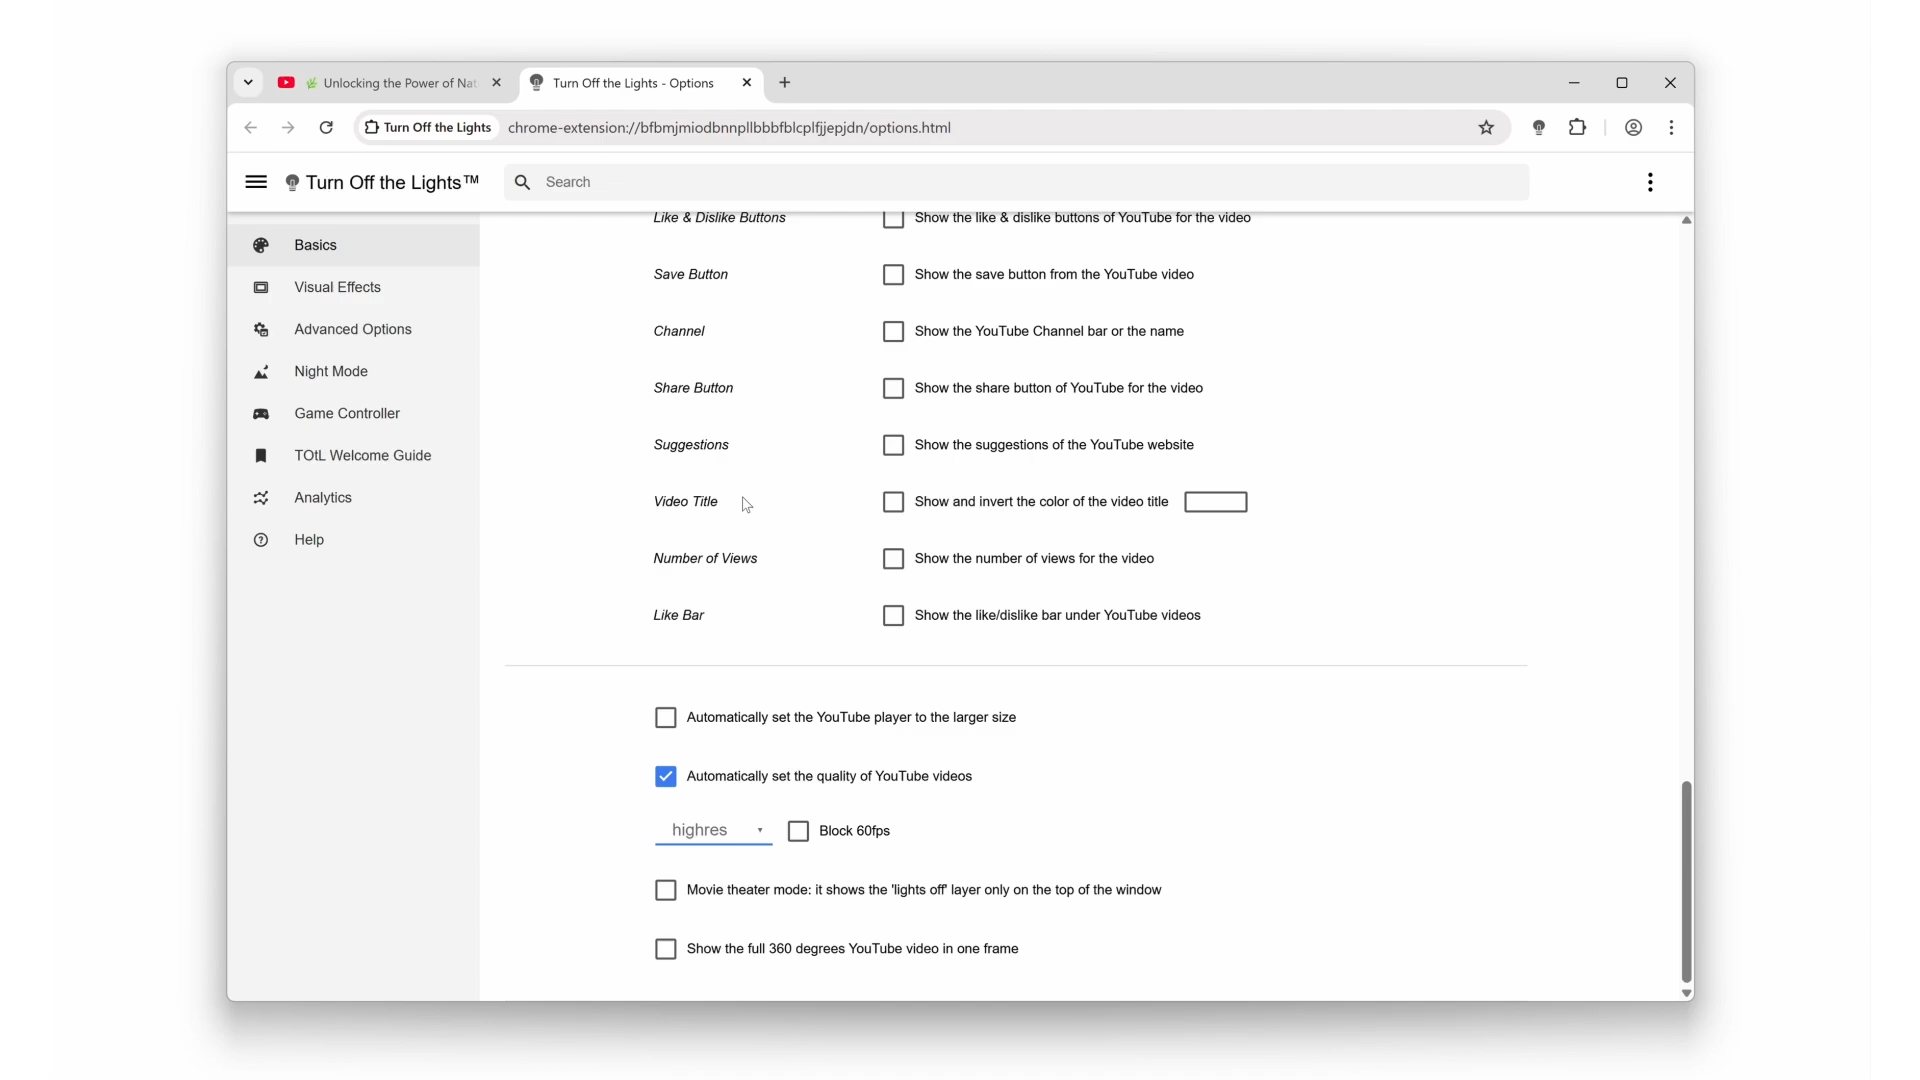 🌿 Unlocking the Power of Nat
Turn Off the Lights - Options
Turn Off the Lights
chrome-extension://bfbmjmiodbnnpllbbbfblcplfjjepjdn/options.html
Turn Off the Lights™
Search
Basics
Visual Effects
Advanced Options
Night Mode
Game Controller
TOtL Welcome Guide
Analytics
Help
Like & Dislike Buttons Show the like & dislike buttons of YouTube for the video
Save Button Show the save button from the YouTube video
Channel Show the YouTube Channel bar or the name
Share Button Show the share button of YouTube for the video
Suggestions Show the suggestions of the YouTube website
Video Title Show and invert the color of the video title
Number of Views Show the number of views for the video
Like Bar Show the like/dislike bar under YouTube videos
Automatically set the YouTube player to the larger size
Automatically set the quality of YouTube videos
highres Block 60fps
Movie theater mode: it shows the 'lights off' layer only on the top of the window
Show the full 360 degrees YouTube video in one frame